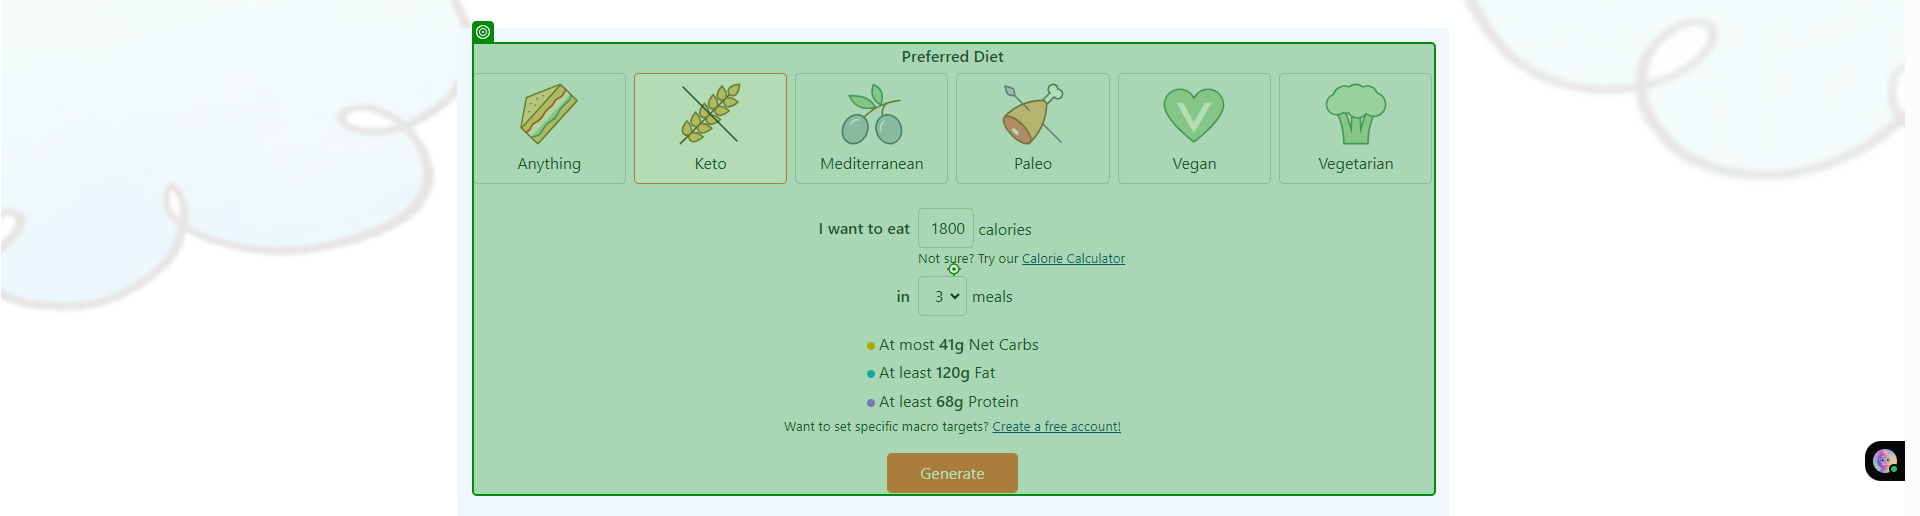 Preferred Diet
Anything
Keto
Mediterranean
Paleo
Vegan
Vegetarian
I want to eat 1800 calories
Not sure? Try our Calorie Calculator
in 3 meals
At most 41g Net Carbs
At least 120g Fat
At least 68g Protein
Want to set specific macro targets? Create a free account!
Generate